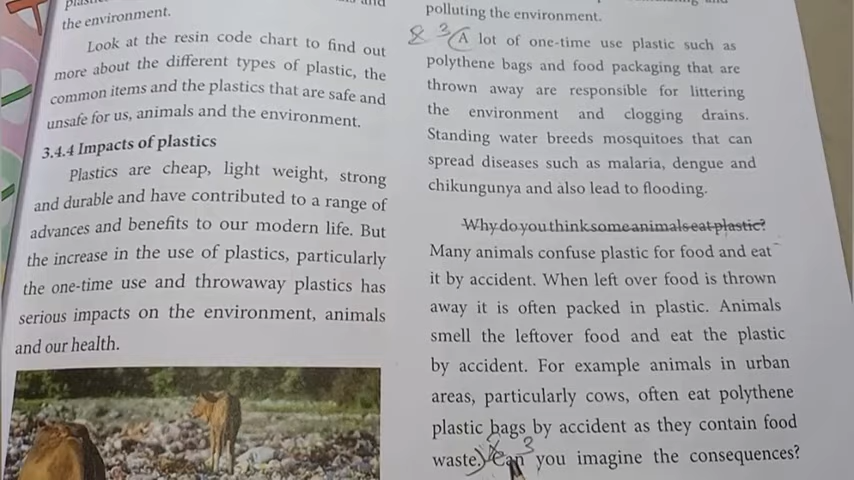 the environment.
Look at the resin code chart to find out
more about the different types of plastic, the
common items and the plastics that are safe and
unsafe for us, animals and the environment.
3.4.4 Impacts of plastics
Plastics are cheap, light weight, strong
and durable and have contributed to a range of
advances and benefits to our modern life. But
the increase in the use of plastics, particularly
the one-time use and throwaway plastics has
serious impacts on the environment, animals
and our health.
polluting the environment.
3 A lot of one-time use plastic such as
polythene bags and food packaging that are
thrown away are responsible for littering
the environment and clogging drains.
Standing water breeds mosquitoes that can
spread diseases such as malaria, dengue and
chikungunya and also lead to flooding.
Why do you think some animals eat plastic?
Many animals confuse plastic for food and eat
it by accident. When left over food is thrown
away it is often packed in plastic. Animals
smell the leftover food and eat the plastic
by accident. For example animals in urban
areas, particularly cows, often eat polythene
plastic bags by accident as they contain food
3
waste. Can you imagine the consequences?